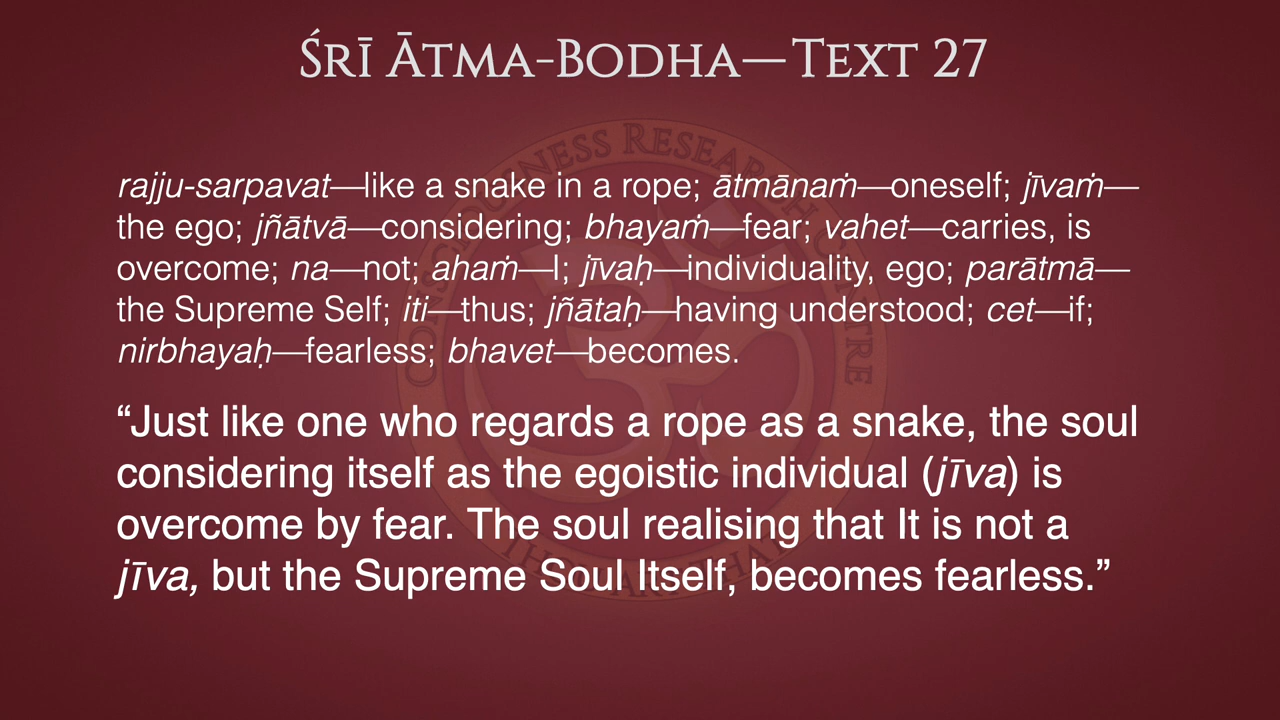 Śrī Ātma-Bodha—Text 27
rajju-sarpavat—like a snake in a rope; ātmānaṁ—oneself; jīvaṁ—
the ego; jñātvā—considering; bhayaṁ—fear; vahet—carries, is
overcome; na—not; ahaṁ—I; jīvaḥ—individuality, ego; parātmā—
the Supreme Self; iti—thus; jñātaḥ—having understood; cet—if;
nirbhayaḥ—fearless; bhavet—becomes.
“Just like one who regards a rope as a snake, the soul
considering itself as the egoistic individual (jīva) is
overcome by fear. The soul realising that It is not a
jīva, but the Supreme Soul Itself, becomes fearless.”
CONSCIOUSNESS RESEARCH CENTRE